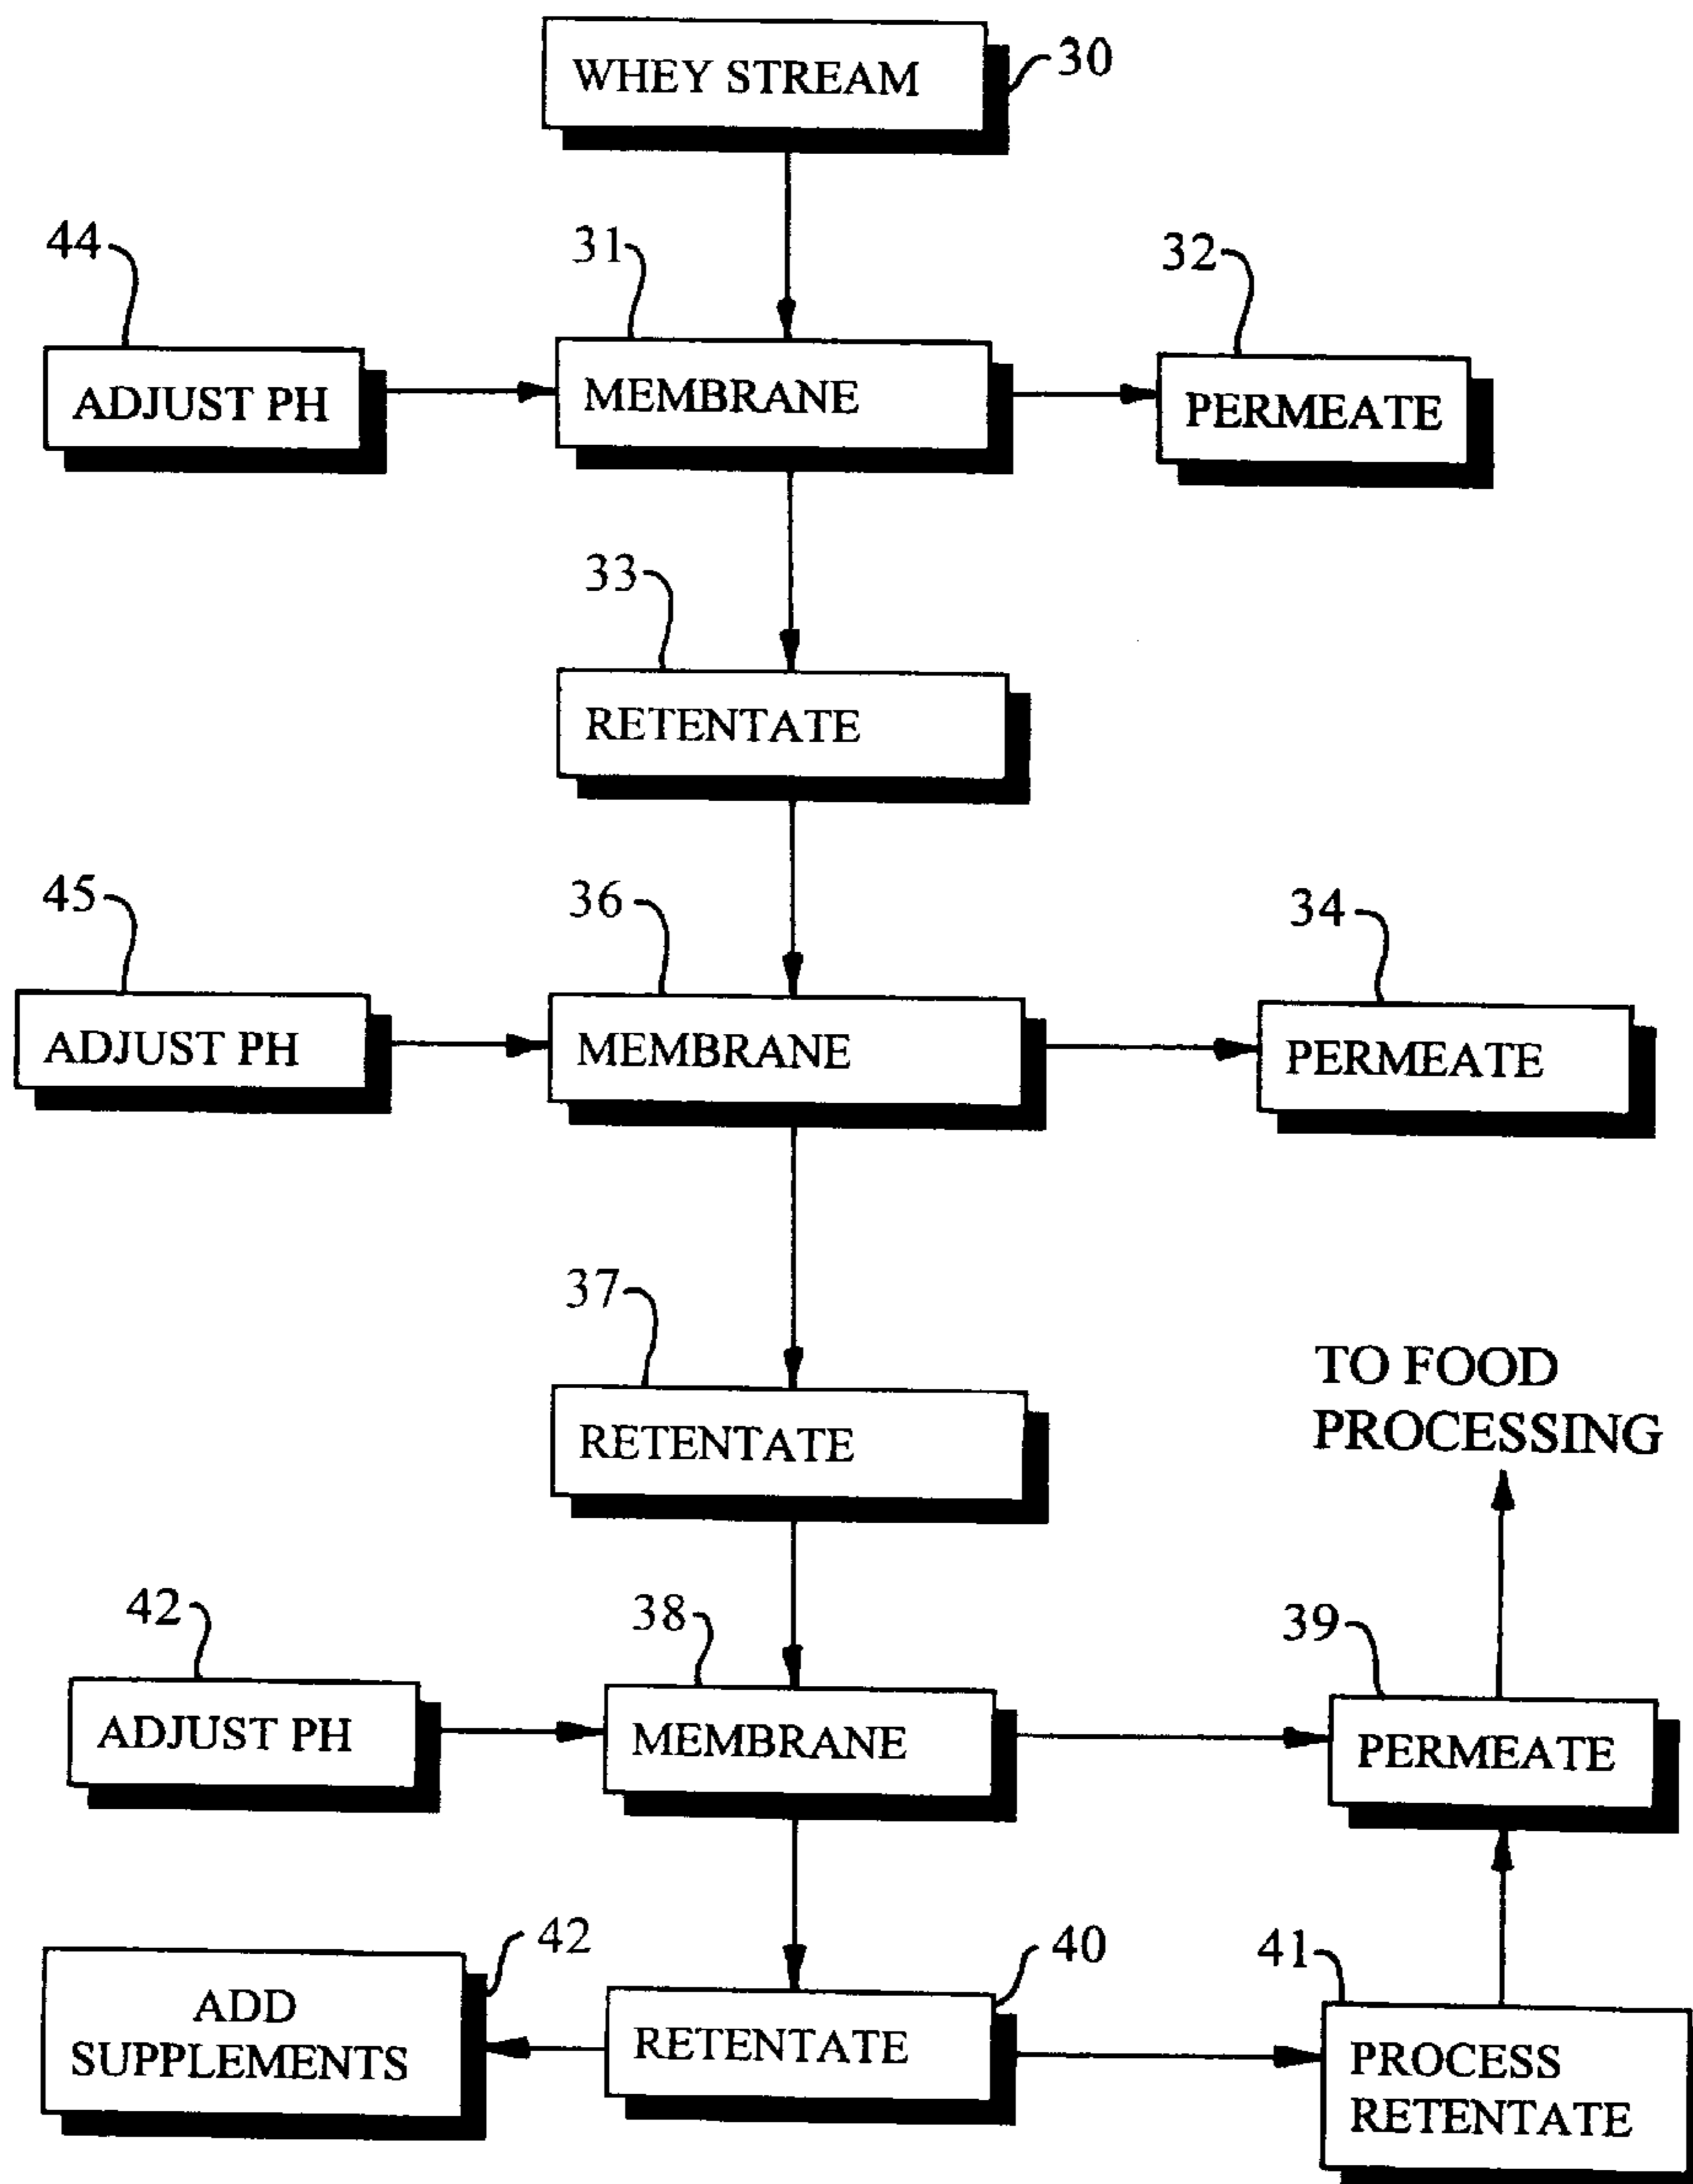 WHEY STREAM
30
44
31
32
ADJUST PH
MEMBRANE
PERMEATE
33
RETENTATE
45
36
34
ADJUST PH
MEMBRANE
PERMEATE
37
RETENTATE
TO FOOD
PROCESSING
42
38
39
ADJUST PH
MEMBRANE
PERMEATE
42
40
41
ADD
SUPPLEMENTS
RETENTATE
PROCESS
RETENTATE